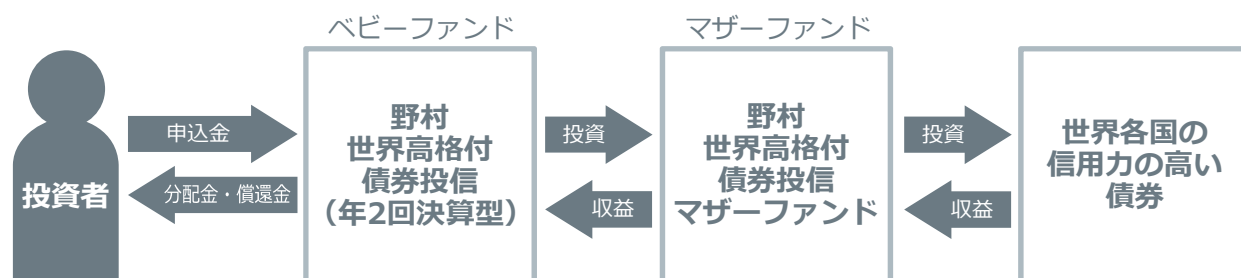 ベビーファンド
マザーファンド
投資者
申込金
分配金・償還金
野村
世界高格付
債券投信
（年2回決算型）
投資
収益
野村
世界高格付
債券投信
マザーファンド
投資
収益
世界各国の
信用力の高い
債券